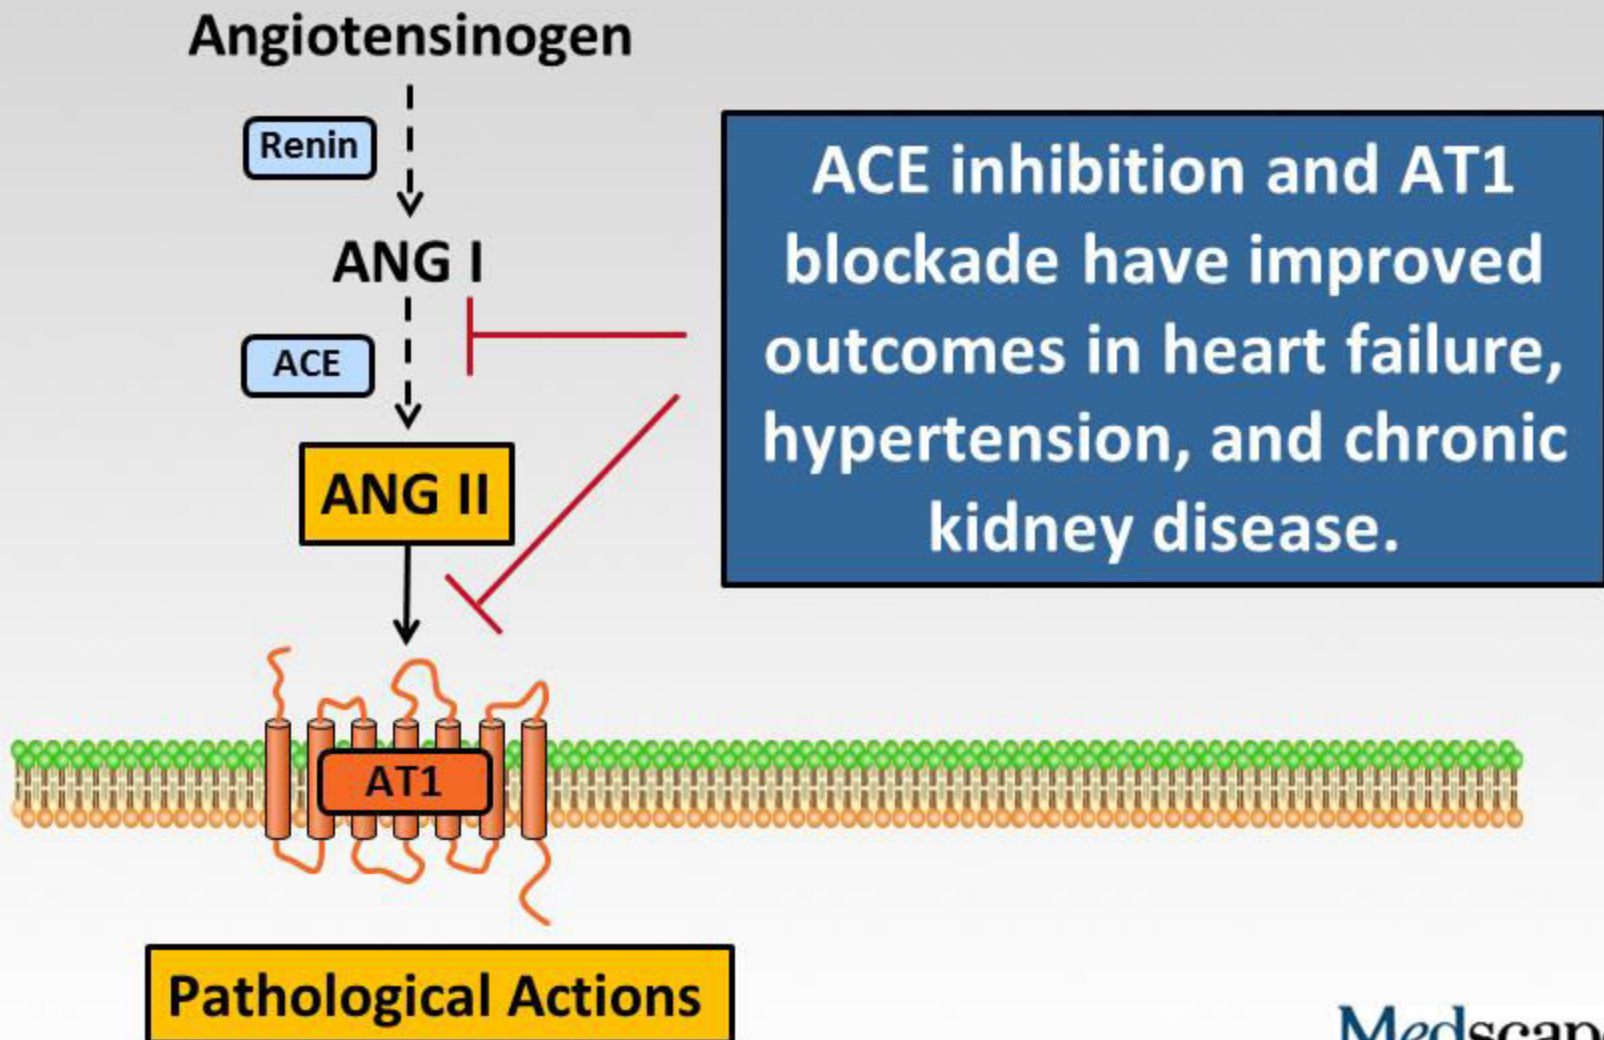 Angiotensinogen
Renin
ANG I
ACE
ANG II
ACE inhibition and AT1
blockade have improved
outcomes in heart failure,
hypertension, and chronic
kidney disease.
AT1
Pathological Actions
Medscap